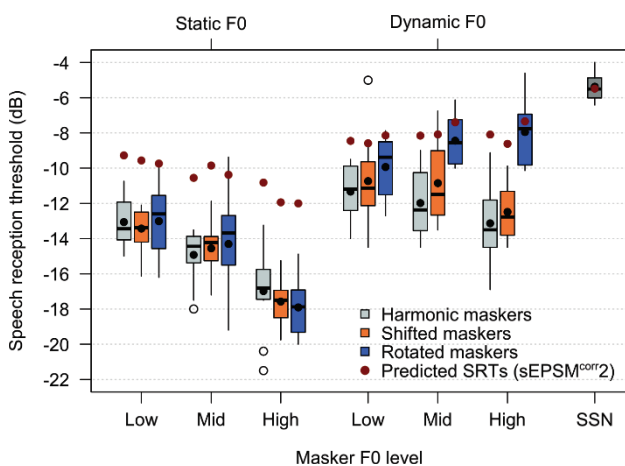 Static F0 Dynamic F0
Speech reception threshold (dB)
-4
-6
-8
-10
-12
-14
-16
-18
-20
-22
Harmonic maskers
Shifted maskers
Rotated maskers
Predicted SRTs (sEPSMcorr2)
Low Mid High Low Mid High SSN
Masker F0 level